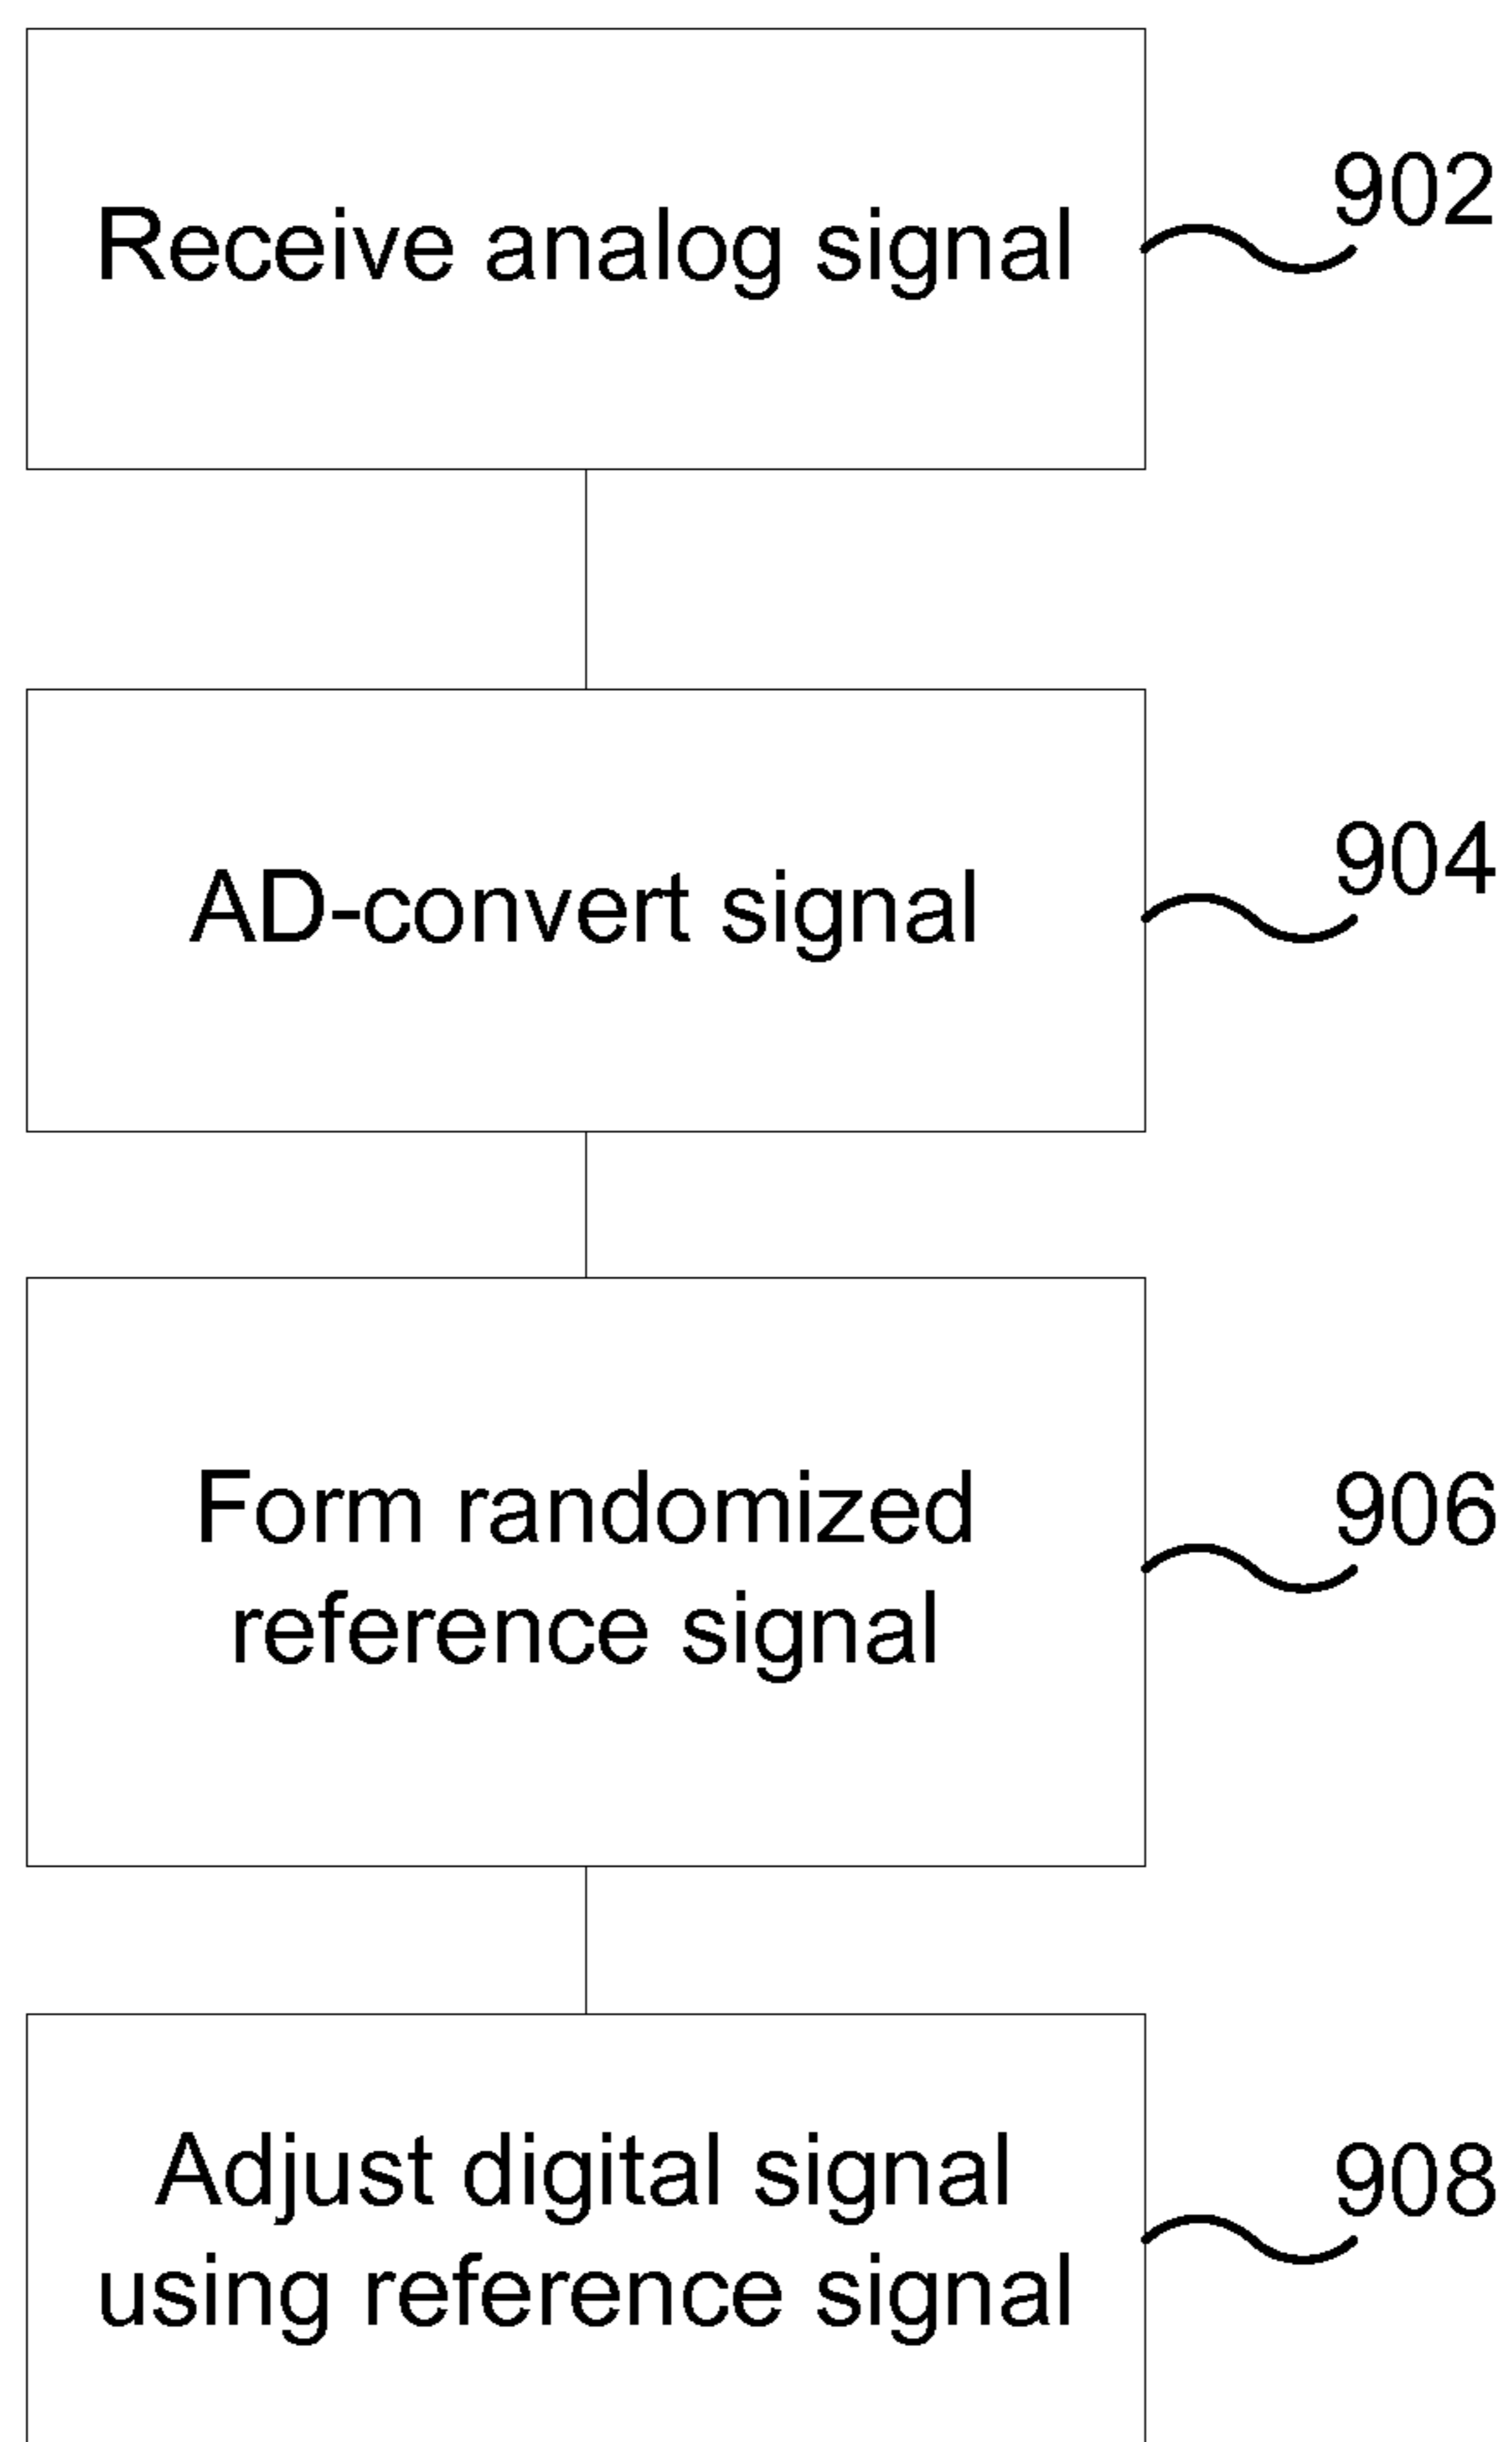 Receive analog signal
902
AD-convert signal
904
Form randomized
reference signal
906
Adjust digital signal
using reference signal
908